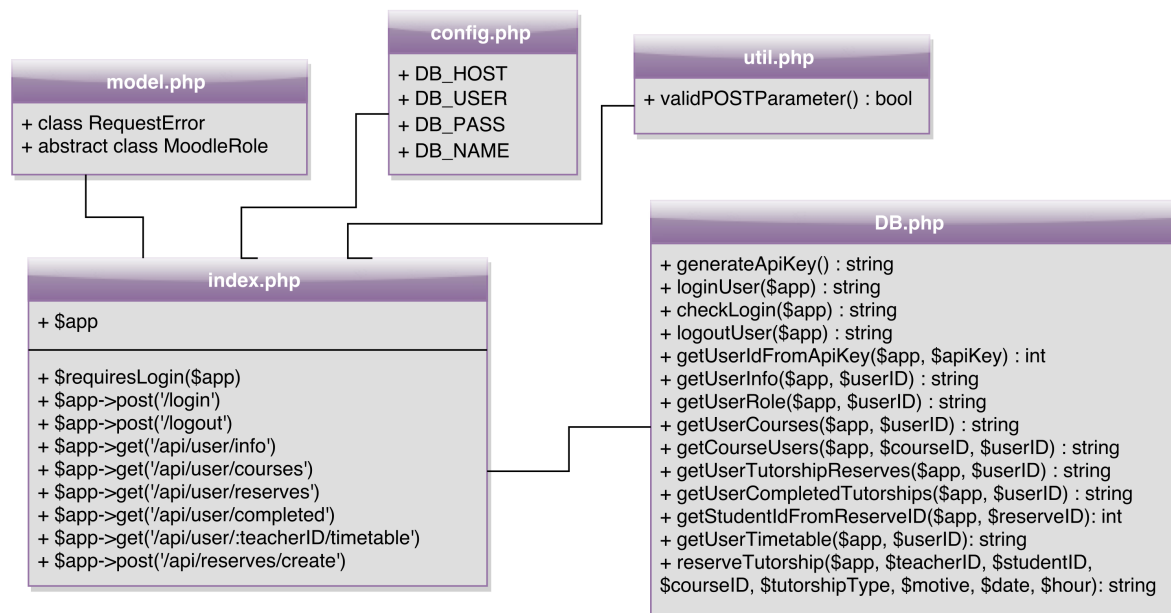 model.php
+ class RequestError
+ abstract class MoodleRole
config.php
+ DB_HOST
+ DB_USER
+ DB_PASS
+ DB_NAME
util.php
+ validPOSTParameter() : bool
index.php
+ $app
+ $requiresLogin($app)
+ $app->post('/login')
+ $app->post('/logout')
+ $app->get('/api/user/info')
+ $app->get('/api/user/courses')
+ $app->get('/api/user/reserves')
+ $app->get('/api/user/completed')
+ $app->get('/api/user/:teacherID/timetable')
+ $app->post('/api/reserves/create')
DB.php
+ generateApiKey() : string
+ loginUser($app) : string
+ checkLogin($app) : string
+ logoutUser($app) : string
+ getUserIdFromApiKey($app, $apiKey) : int
+ getUserInfo($app, $userID) : string
+ getUserRole($app, $userID) : string
+ getUserCourses($app, $userID) : string
+ getCourseUsers($app, $courseID, $userID) : string
+ getUserTutorshipReserves($app, $userID) : string
+ getUserCompletedTutorships($app, $userID) : string
+ getStudentIdFromReserveID($app, $reserveID): int
+ getUserTimetable($app, $userID): string
+ reserveTutorship($app, $teacherID, $studentID,
$courseID, $tutorshipType, $motive, $date, $hour): string